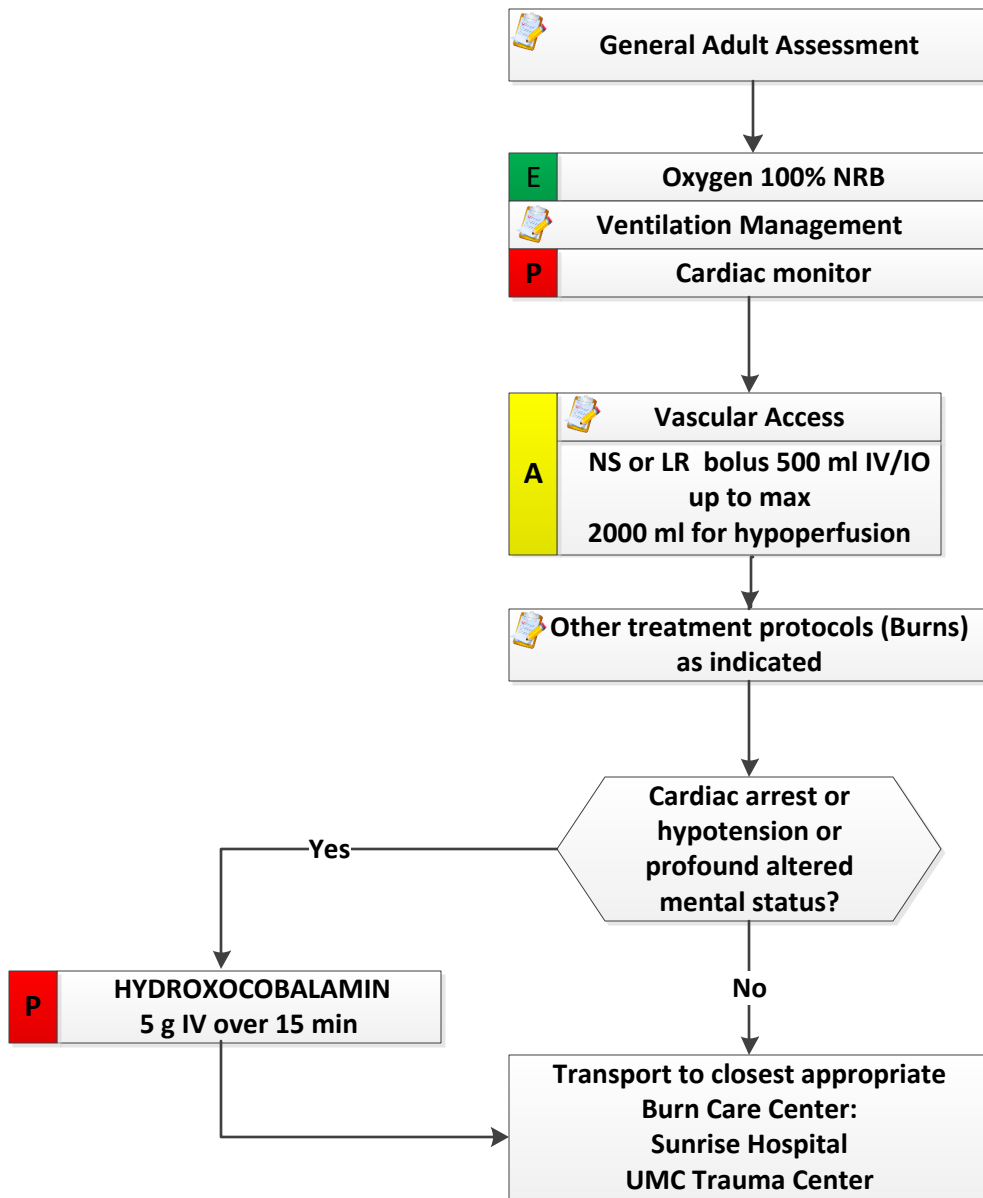 General Adult Assessment
E
Oxygen 100% NRB
Ventilation Management
P
Cardiac monitor
A
Vascular Access
NS or LR bolus 500 ml IV/IO
up to max
2000 ml for hypoperfusion
Other treatment protocols (Burns)
as indicated
Cardiac arrest or
hypotension or
profound altered
mental status?
Yes
P
HYDROXOCOBALAMIN
5 g IV over 15 min
No
Transport to closest appropriate
Burn Care Center:
Sunrise Hospital
UMC Trauma Center